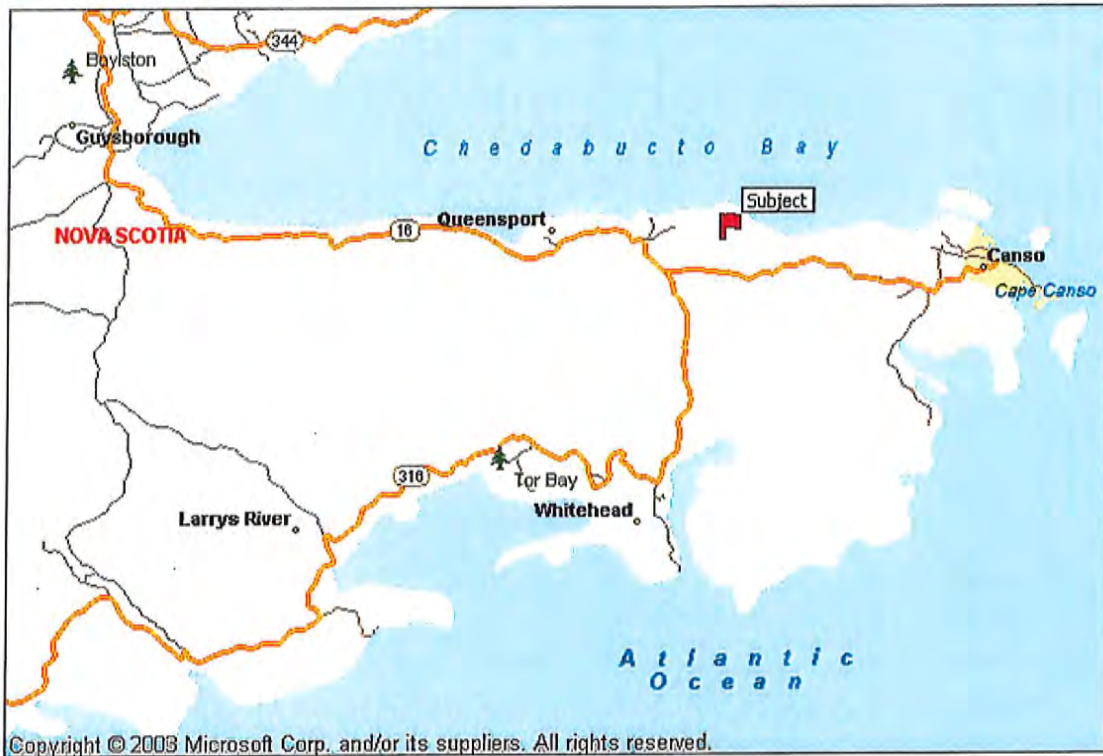 344
Boylston
Guysborough
Chedabucto Bay
Subject
Queensport
16
NOVA SCOTIA
Canso
Cape Canso
316
Tor Bay
Whitehead
Larrys River
Atlantic
Ocean
Copyright © 2003 Microsoft Corp. and/or its suppliers. All rights reserved.